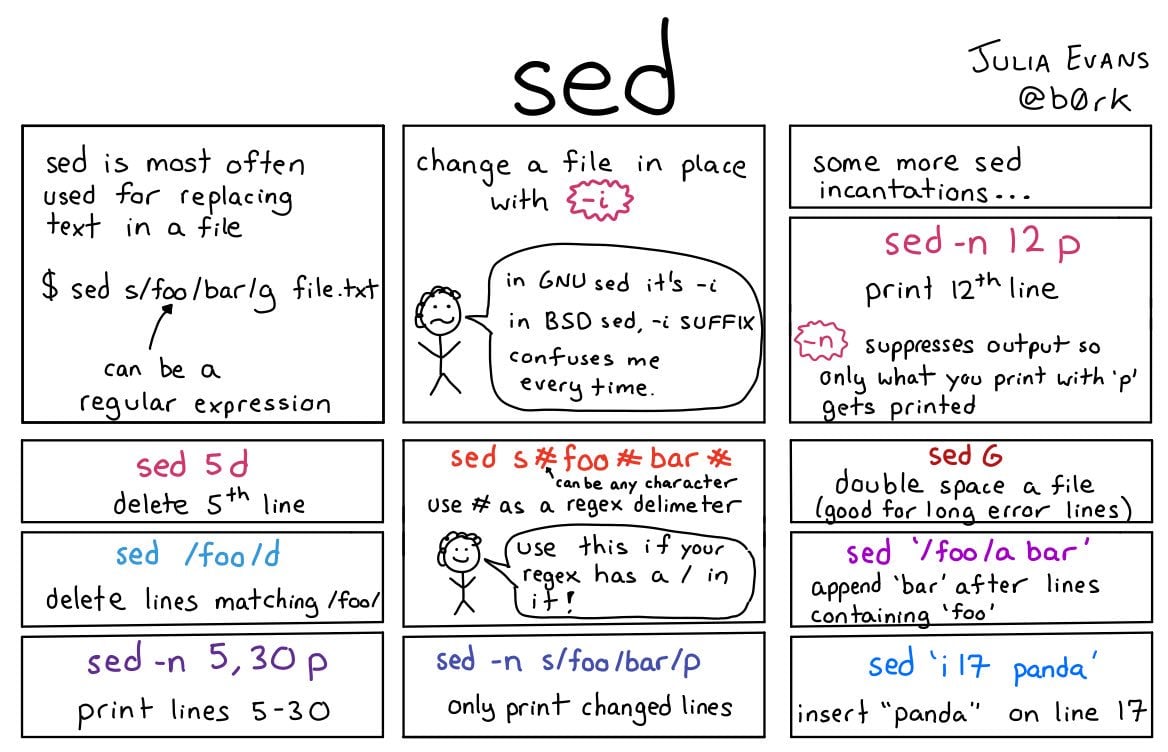 sed
JULIA EVANS
@b0rk
sed is most often
used for replacing
text in a file
$ sed s/foo/bar/g file.txt
can be a
regular expression
change a file in place
with -i
in GNU sed it's -i
in BSD sed, -i SUFFIX
confuses me
every time.
some more sed
incantations...
sed -n 12 p
print 12th line
-n suppresses output so
only what you print with 'p'
gets printed
sed 5 d
delete 5th line
sed /foo/d
delete lines matching /foo/
sed -n 5,30 p
print lines 5-30
sed s#foo#bar#
can be any character
use # as a regex delimeter
use this if your
regex has a / in
it!
sed -n s/foo/bar/p
only print changed lines
sed G
double space a file
(good for long error lines)
sed '/foo/a bar'
append 'bar' after lines
containing 'foo'
sed 'i 17 panda'
insert "panda" on line 17